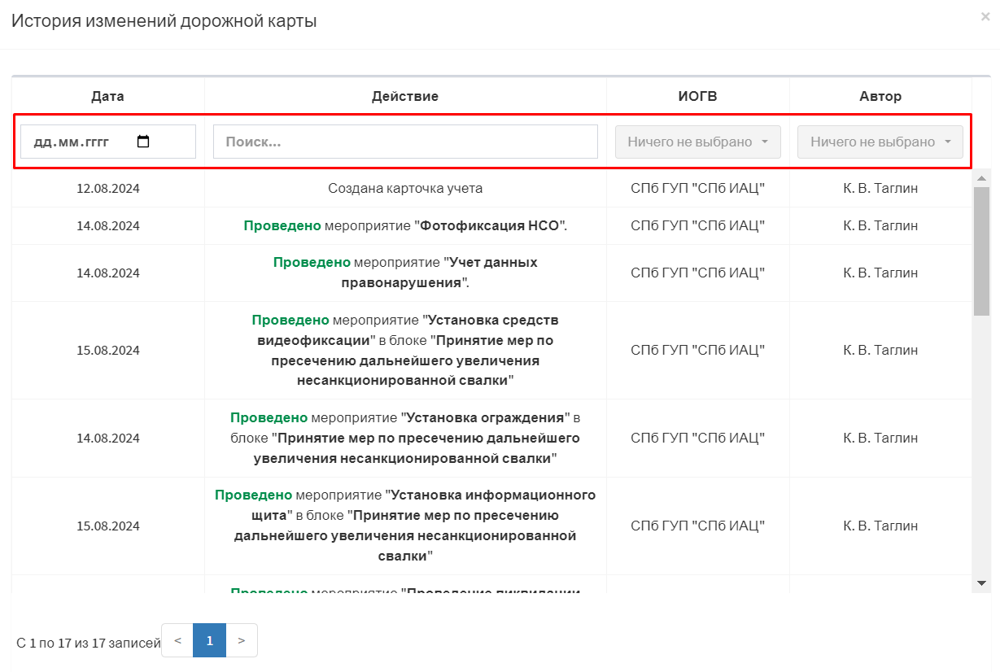 История изменений дорожной карты
×
Дата Действие ИОГВ Автор
дд.мм.гггг Поиск... Ничего не выбрано Ничего не выбрано
12.08.2024 Создана карточка учета СПб ГУП "СПб ИАЦ" К. В. Таглин
14.08.2024 Проведено мероприятие "Фотофиксация НСО". СПб ГУП "СПб ИАЦ" К. В. Таглин
Проведено мероприятие "Учет данных
14.08.2024 СПб ГУП "СПб ИАЦ" К. В. Таглин
правонарушения".
Проведено мероприятие "Установка средств
видеофиксации" в блоке "Принятие мер по
15.08.2024 СПб ГУП "СПб ИАЦ" К. В. Таглин
пресечению дальнейшего увеличения
несанкционированной свалки"
Проведено мероприятие "Установка ограждения" в
14.08.2024 блоке "Принятие мер по пресечению дальнейшего СПб ГУП "СПб ИАЦ" К. В. Таглин
увеличения несанкционированной свалки"
Проведено мероприятие "Установка информационного
щита" в блоке "Принятие мер по пресечению
15.08.2024 СПб ГУП "СПб ИАЦ" К. В. Таглин
дальнейшего увеличения несанкционированной
свалки"
Проведено мероприятие "Проведение ликвидации
С 1 по 17 из 17 записей < 1 >